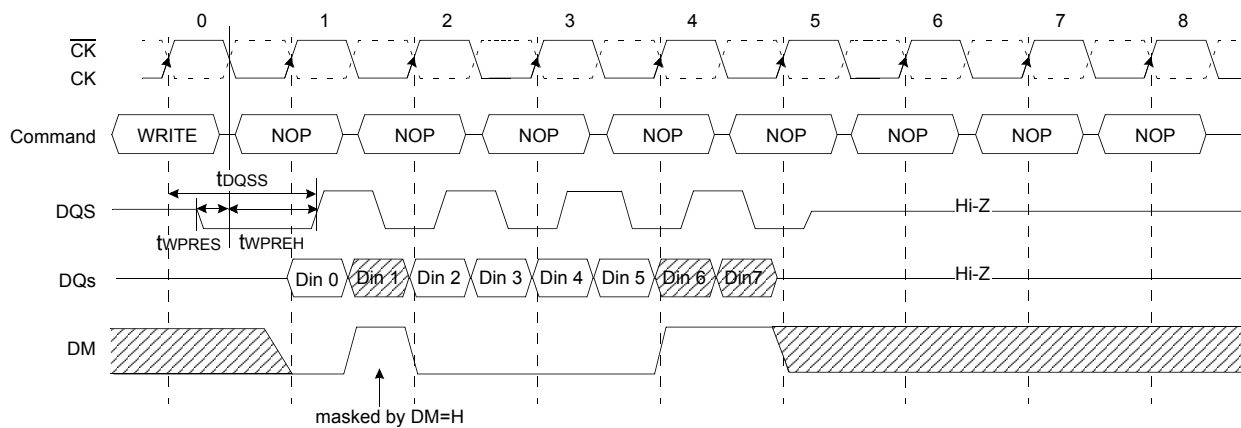 0 1 2 3 4 5 6 7 8
CK
CK
Command WRITE NOP NOP NOP NOP NOP NOP NOP NOP
tDQSS
DQS Hi-Z
tWPRES tWPREH
DQs Din 0 Din 1 Din 2 Din 3 Din 4 Din 5 Din 6 Din7 Hi-Z
DM
masked by DM=H